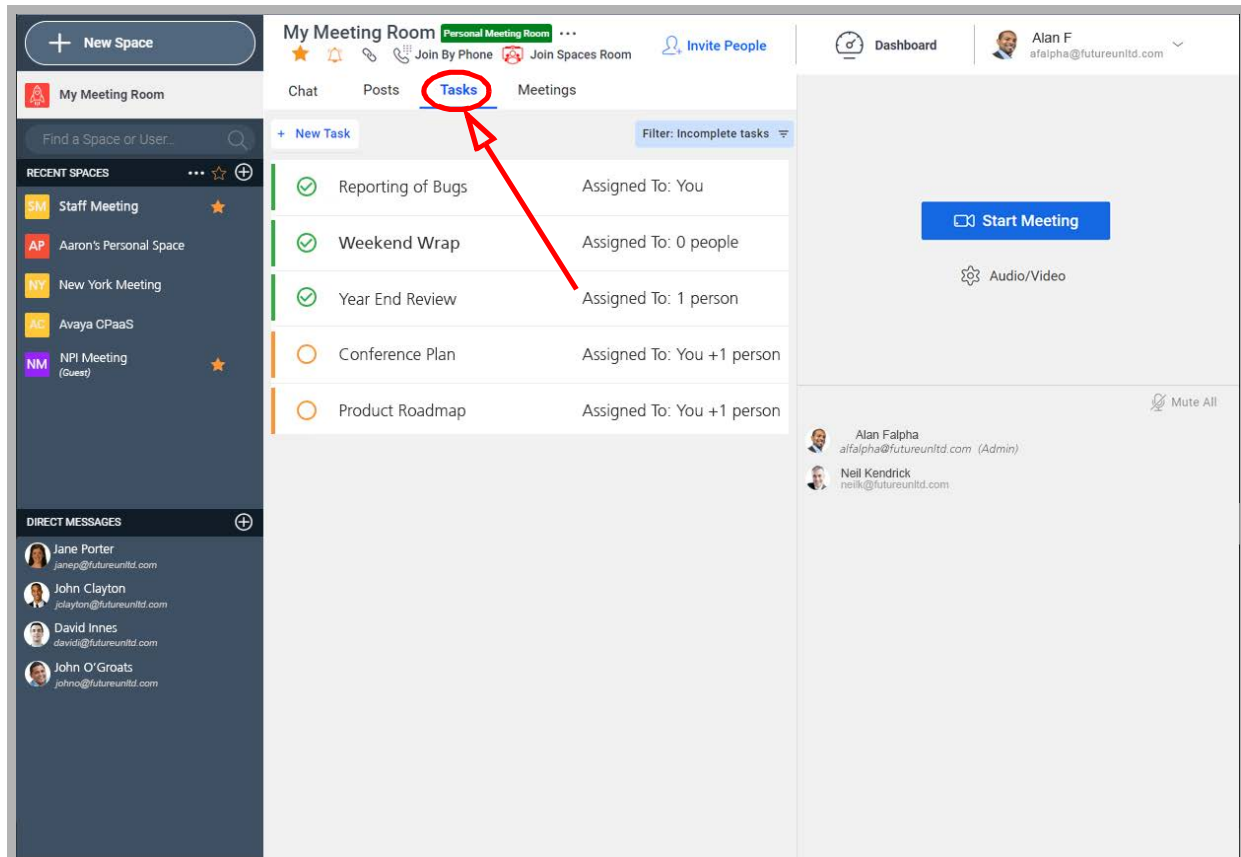 New Space
My Meeting Room
Find a Space or User...
RECENT SPACES
SM Staff Meeting
AP Aaron's Personal Space
NY New York Meeting
AC Avaya CPaaS
NM NPI Meeting
(Guest)
DIRECT MESSAGES
Jane Porter
janep@futureunltd.com
John Clayton
jclayton@futureunltd.com
David Innes
davidi@futureunltd.com
John O'Groats
johno@futureunltd.com
My Meeting Room Personal Meeting Room ...
Join By Phone Join Spaces Room
Invite People
Chat Posts Tasks Meetings
+ New Task Filter: Incomplete tasks
Reporting of Bugs Assigned To: You
Weekend Wrap Assigned To: 0 people
Year End Review Assigned To: 1 person
Conference Plan Assigned To: You +1 person
Product Roadmap Assigned To: You +1 person
Dashboard
Alan F
afalpha@futureunltd.com
Start Meeting
Audio/Video
Mute All
Alan Falpha
alfalpha@futureunltd.com (Admin)
Neil Kendrick
neilk@futureunltd.com